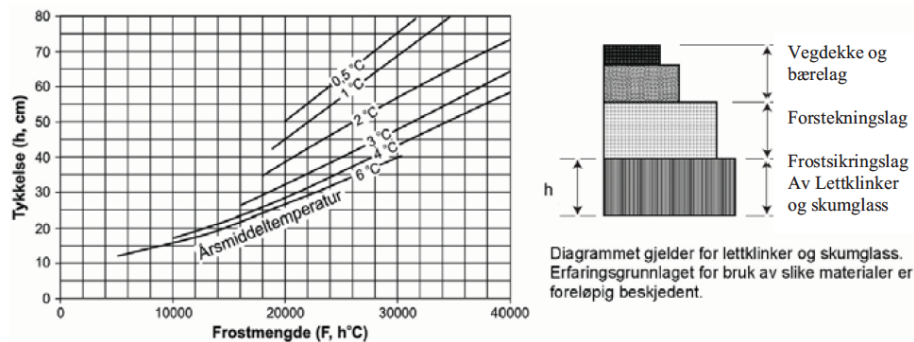 80
70
60
50
40
30
20
10
0
Tykkelse (h, cm)
0,5 °C
1 °C
2 °C
3 °C
4 °C
6 °C
Årsmiddeltemperatur
0
10000
20000
30000
40000
Frostmengde (F, h°C)
Vegdekke og
bærelag
Forstekningslag
Frostsikringslag
Av Lettklinker
og skumglass
h
Diagrammet gjelder for lettklinker og skumglass.
Erfaringsgrunnlaget for bruk av slike materialer er
foreløpig beskjedent.